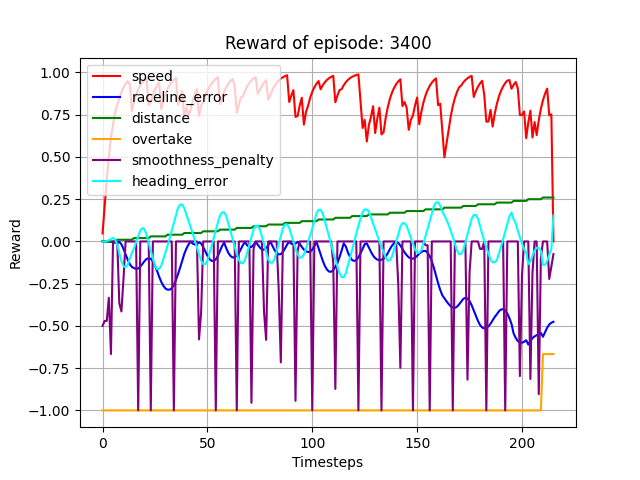 Reward of episode: 3400
1.00
0.75
0.50
0.25
0.00
−0.25
−0.50
−0.75
−1.00
Reward
speed
raceline_error
distance
overtake
smoothness_penalty
heading_error
0 50 100 150 200
Timesteps